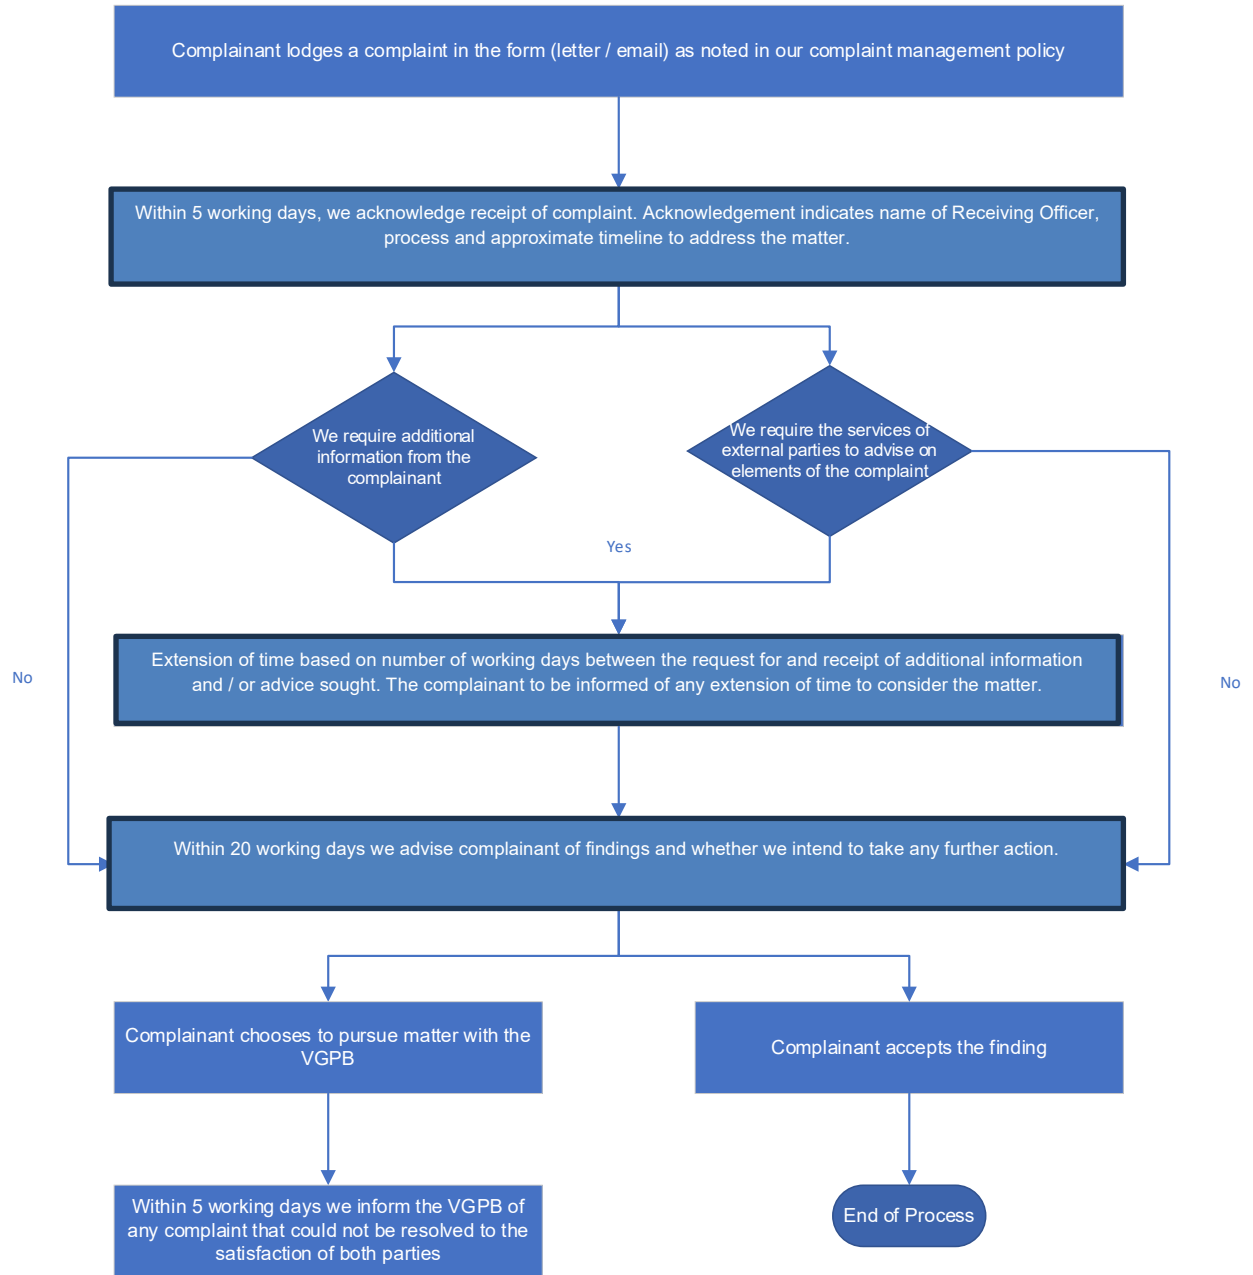 Complainant lodges a complaint in the form (letter / email) as noted in our complaint management policy
Within 5 working days, we acknowledge receipt of complaint. Acknowledgement indicates name of Receiving Officer,
process and approximate timeline to address the matter.
We require additional
information from the
complainant
We require the services of
external parties to advise on
elements of the complaint
Yes
Extension of time based on number of working days between the request for and receipt of additional information
and / or advice sought. The complainant to be informed of any extension of time to consider the matter.
No
No
Within 20 working days we advise complainant of findings and whether we intend to take any further action.
Complainant chooses to pursue matter with the
VGPB
Complainant accepts the finding
Within 5 working days we inform the VGPB of
any complaint that could not be resolved to the
satisfaction of both parties
End of Process